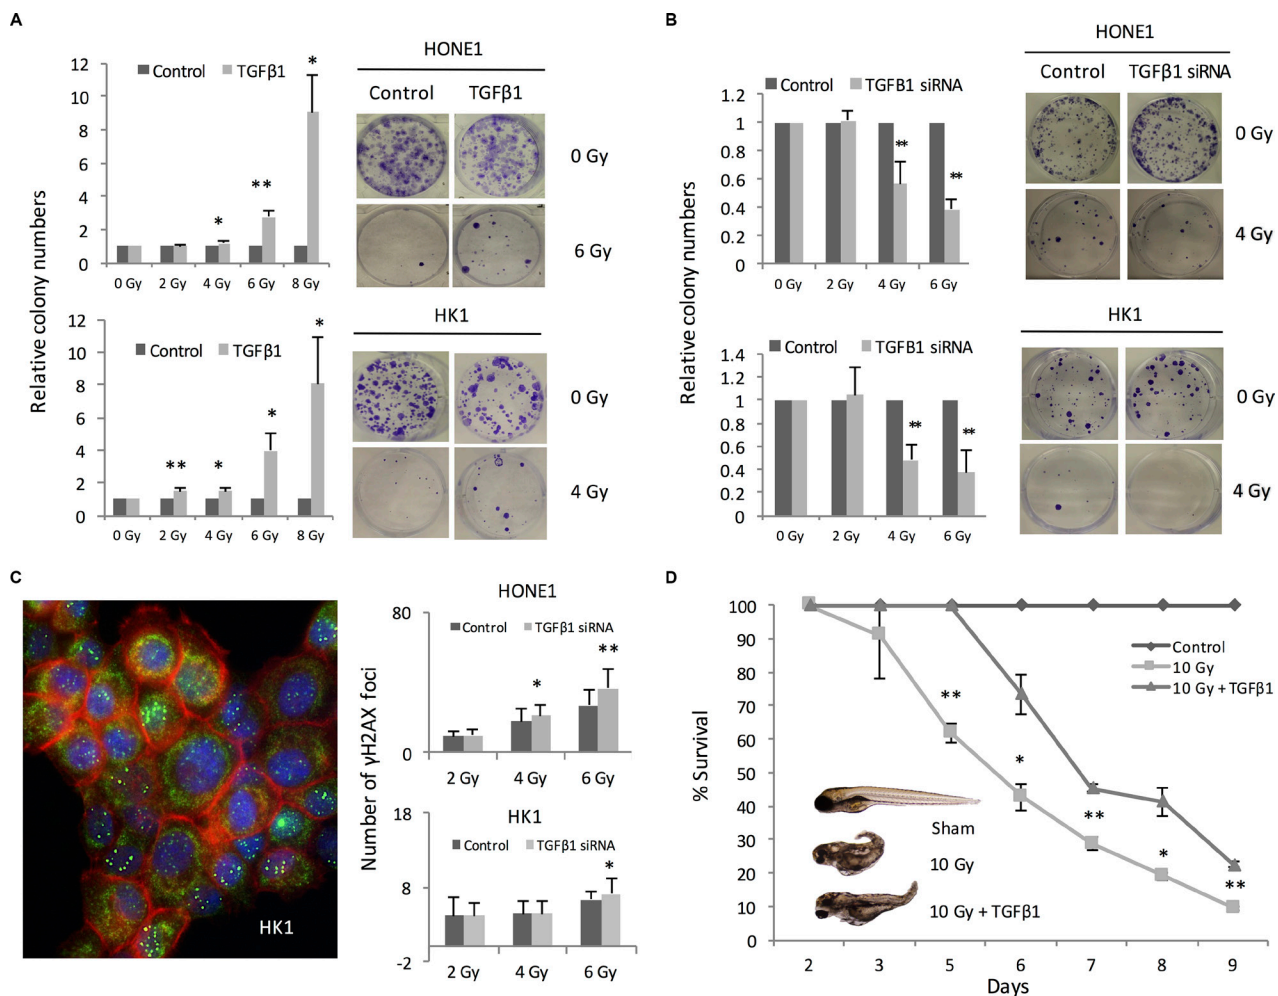 A
Relative colony numbers
Control TGFβ1
12
10
8
6
4
2
0
* ** *
0 Gy 2 Gy 4 Gy 6 Gy 8 Gy
HONE1
Control TGFβ1
0 Gy
6 Gy
Control TGFβ1
12
10
8
6
4
2
0
** * * *
0 Gy 2 Gy 4 Gy 6 Gy 8 Gy
HK1
0 Gy
4 Gy
B
Relative colony numbers
Control TGFB1 siRNA
1.2
1
0.8
0.6
0.4
0.2
0
** **
0 Gy 2 Gy 4 Gy 6 Gy
HONE1
Control TGFβ1 siRNA
0 Gy
4 Gy
Control TGFB1 siRNA
1.4
1.2
1
0.8
0.6
0.4
0.2
0
** **
0 Gy 2 Gy 4 Gy 6 Gy
HK1
0 Gy
4 Gy
C
HK1
Number of γH2AX foci
HONE1
80
0
Control TGFβ1 siRNA
* **
2 Gy 4 Gy 6 Gy
HK1
18
8
-2
Control TGFβ1 siRNA
*
2 Gy 4 Gy 6 Gy
D
% Survival
100
90
80
70
60
50
40
30
20
10
0
Control
10 Gy
10 Gy + TGFβ1
** * ** * **
Sham
10 Gy
10 Gy + TGFβ1
2 3 5 6 7 8 9
Days